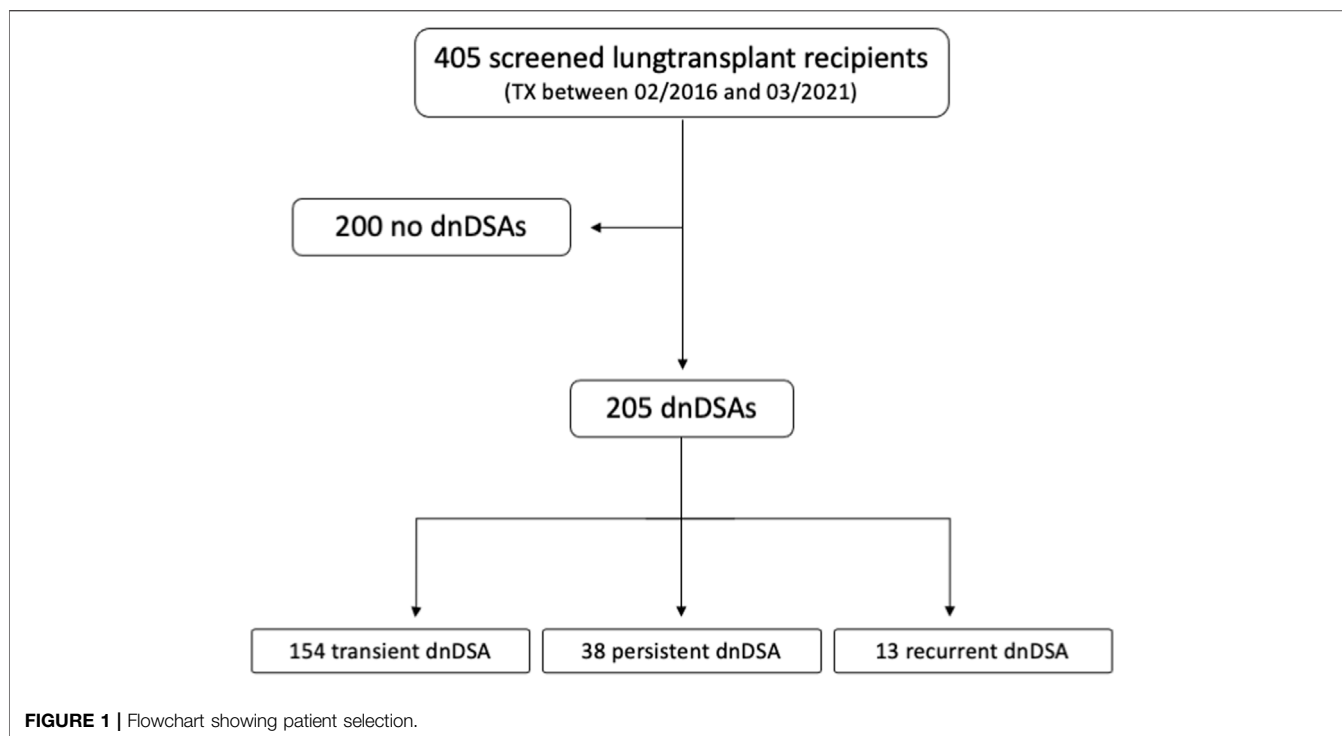 405 screened lungtransplant recipients
(TX between 02/2016 and 03/2021)
200 no dnDSAs
205 dnDSAs
154 transient dnDSA
38 persistent dnDSA
13 recurrent dnDSA
FIGURE 1 | Flowchart showing patient selection.